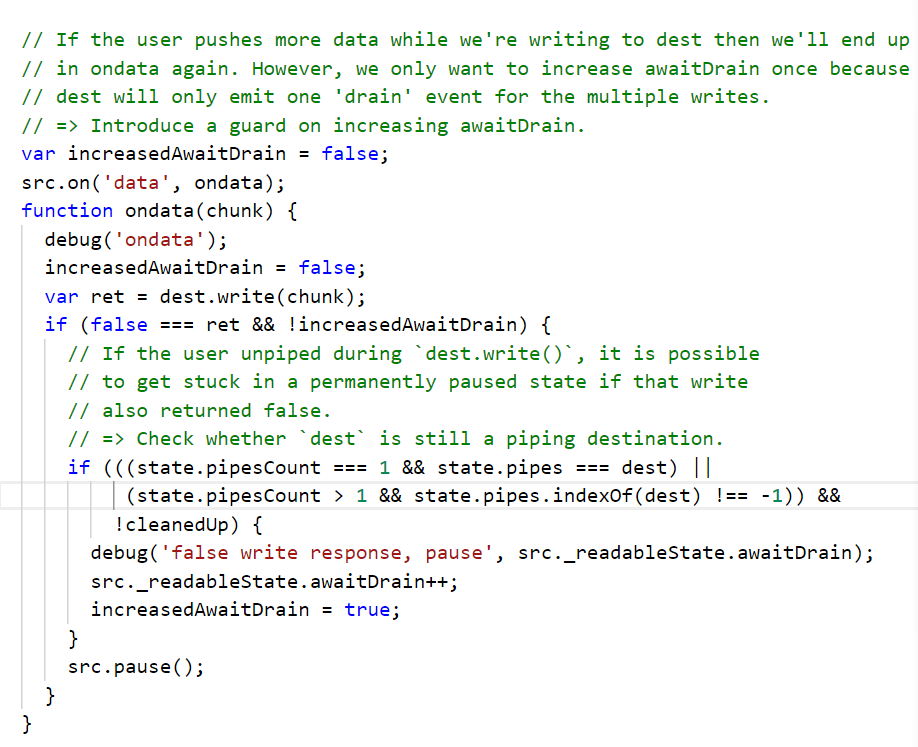 // If the user pushes more data while we're writing to dest then we'll end up
// in ondata again. However, we only want to increase awaitDrain once because
// dest will only emit one 'drain' event for the multiple writes.
// => Introduce a guard on increasing awaitDrain.
var increasedAwaitDrain = false;
src.on('data', ondata);
function ondata(chunk) {
  debug('ondata');
  increasedAwaitDrain = false;
  var ret = dest.write(chunk);
  if (false === ret && !increasedAwaitDrain) {
    // If the user unpiped during `dest.write()`, it is possible
    // to get stuck in a permanently paused state if that write
    // also returned false.
    // => Check whether `dest` is still a piping destination.
    if (((state.pipesCount === 1 && state.pipes === dest) ||
         (state.pipesCount > 1 && state.pipes.indexOf(dest) !== -1)) &&
        !cleanedUp) {
      debug('false write response, pause', src._readableState.awaitDrain);
      src._readableState.awaitDrain++;
      increasedAwaitDrain = true;
    }
    src.pause();
  }
}